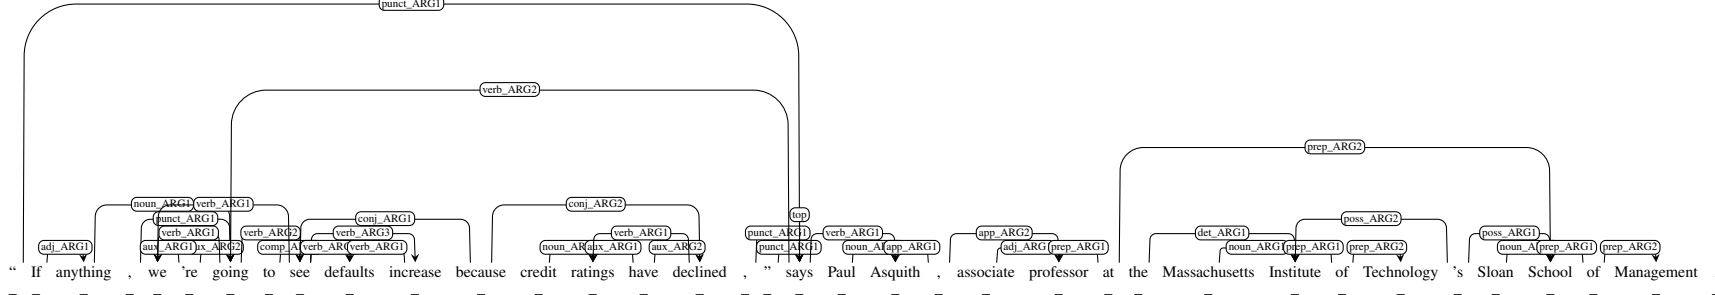 punct_ARG1
verb_ARG2
prep_ARG2
noun_ARG1 verb_ARG1 conj_ARG2
punct_ARG1 conj_ARG1 top poss_ARG2
verb_ARG1 verb_ARG2 verb_ARG3 verb_ARG1 punct_ARG1 verb_ARG1 app_ARG2 det_ARG1 poss_ARG1
adj_ARG1 aux_ARG1 verb_ARG1 aux_ARG1 aux_ARG2 punct_ARG1 app_ARG1 prep_ARG1 prep_ARG1 prep_ARG2 prep_ARG1 prep_ARG2
“ If anything , we 're going to see defaults increase because credit ratings have declined , ” says Paul Asquith , associate professor at the Massachusetts Institute of Technology 's Sloan School of Management